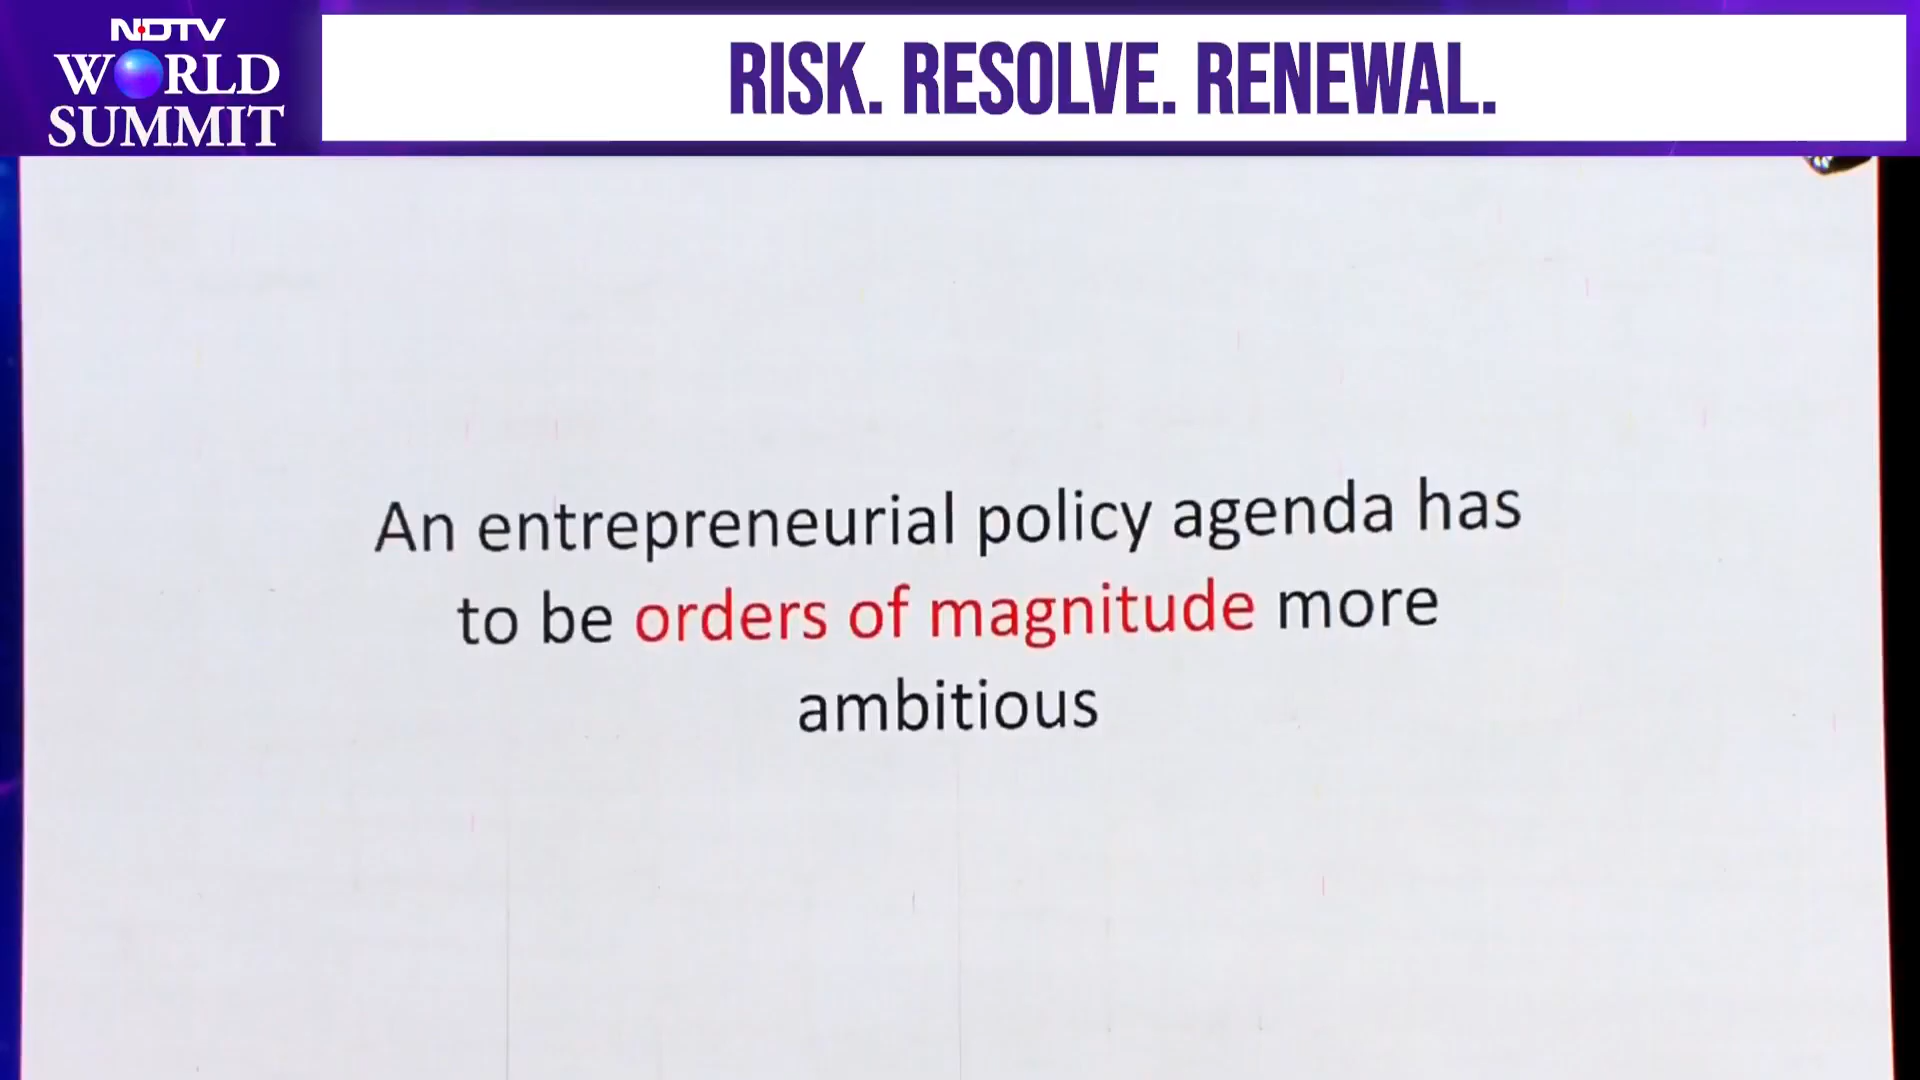 NDTV
WORLD
SUMMIT
RISK. RESOLVE. RENEWAL.
An entrepreneurial policy agenda has
to be orders of magnitude more
ambitious